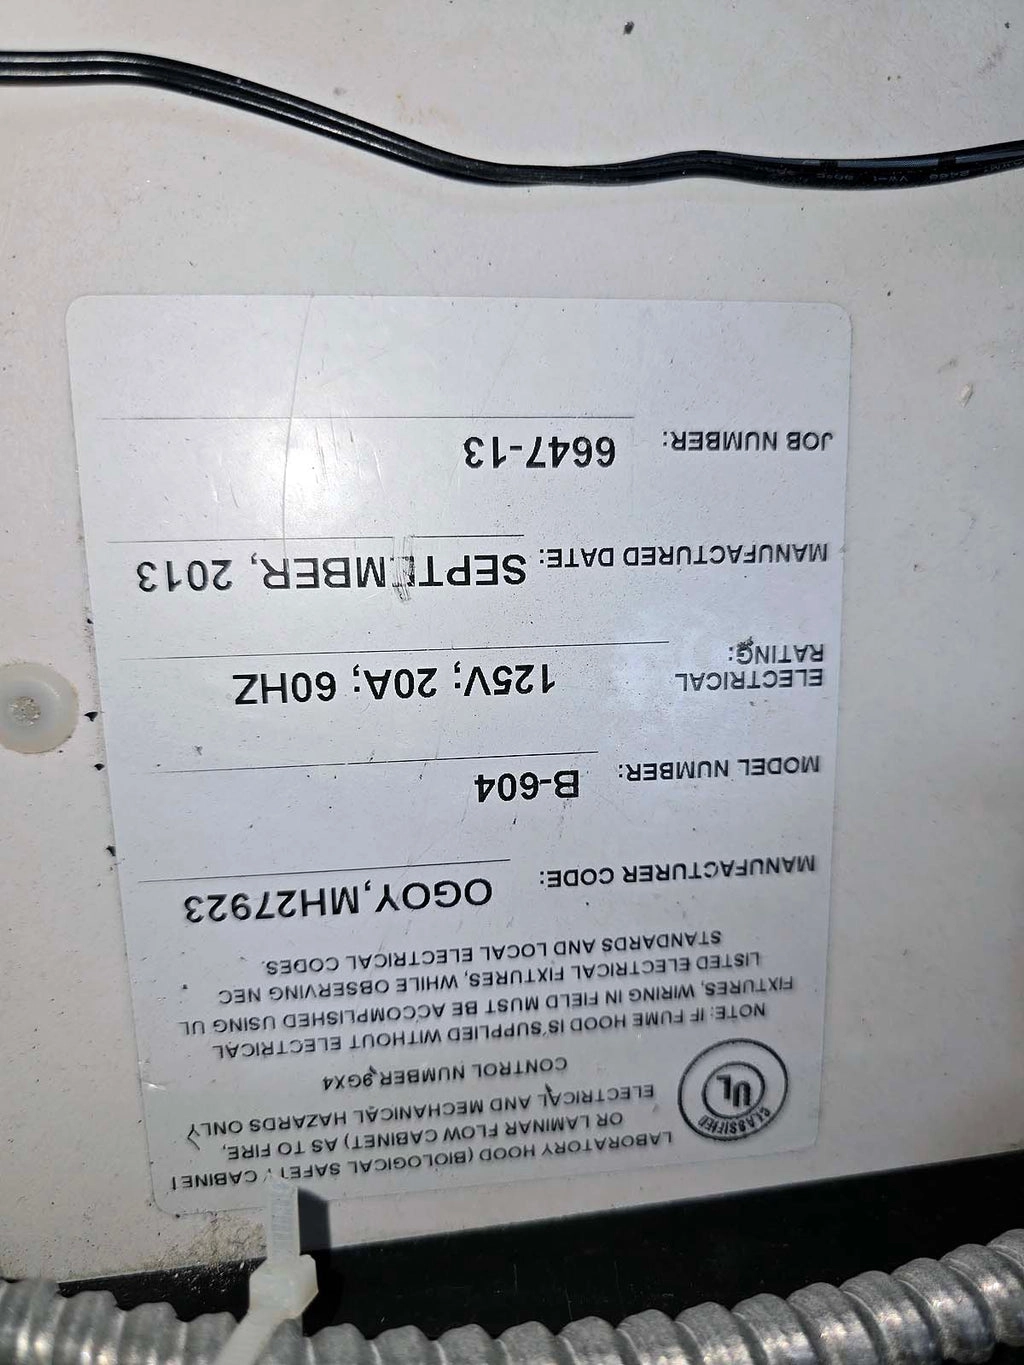 LABORATORY HOOD (BIOLOGICAL SAFETY CABINET
OR LAMINAR FLOW CABINET) AS TO FIRE,
ELECTRICAL AND MECHANICAL HAZARDS ONLY
CONTROL NUMBER 9GX4
CLASSIFIED
UL
NOTE: IF FUME HOOD IS SUPPLIED WITHOUT ELECTRICAL
FIXTURES, WIRING IN FIELD MUST BE ACCOMPLISHED USING UL
LISTED ELECTRICAL FIXTURES, WHILE OBSERVING NEC
STANDARDS AND LOCAL ELECTRICAL CODES.
MANUFACTURER CODE: OGOY,MH27923
MODEL NUMBER: B-604
ELECTRICAL
RATING: 125V; 20A; 60HZ
MANUFACTURED DATE: SEPTEMBER, 2013
JOB NUMBER: 6647-13